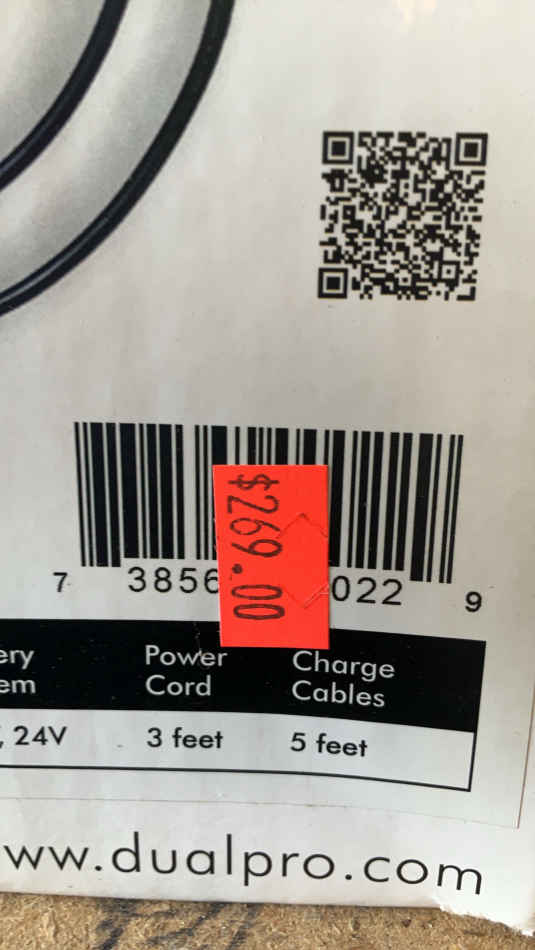 $269.00
7 3856 022 9
ery
em
Power
Cord
Charge
Cables
, 24V
3 feet
5 feet
ww.dualpro.com